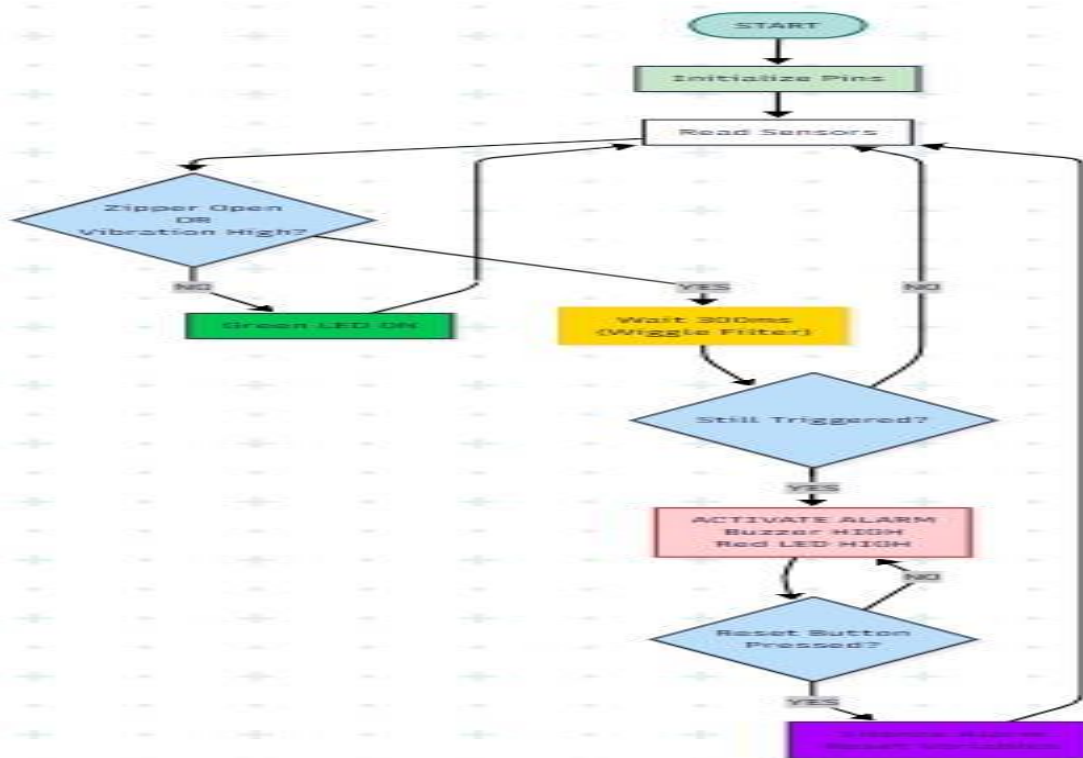 START
Initialize Pins
Read Sensors
Zipper Open
OR
Vibration High?
NO
YES
NO
Green LED ON
Wait 300ms
(Wiggle Filter)
Still Triggered?
YES
ACTIVATE ALARM
Buzzer HIGH
Red LED HIGH
NO
Reset Button
Pressed?
YES